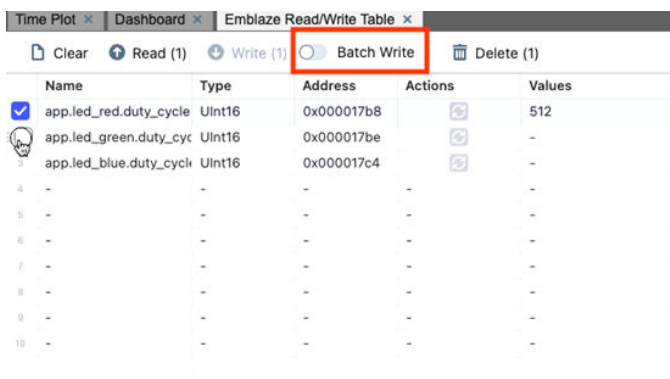 Time Plot × Dashboard × Emblaze Read/Write Table ×
Clear Read (1) Write (1) Batch Write Delete (1)
Name Type Address Actions Values
app.led_red.duty_cycle UInt16 0x000017b8 512
app.led_green.duty_cyc UInt16 0x000017be -
3 app.led_blue.duty_cycl UInt16 0x000017c4 -
4 - - - - -
5 - - - - -
6 - - - - -
7 - - - - -
8 - - - - -
9 - - - - -
10 - - - - -